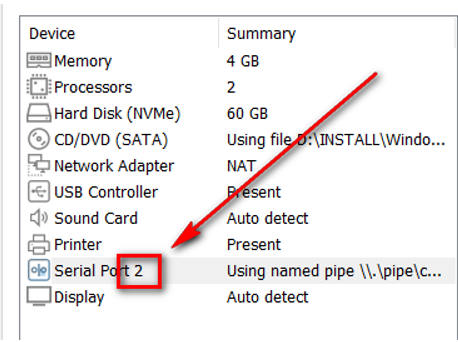 Device Summary
Memory 4 GB
Processors 2
Hard Disk (NVMe) 60 GB
CD/DVD (SATA) Using file D:\INSTALL\Windo...
Network Adapter NAT
USB Controller Present
Sound Card Auto detect
Printer Present
Serial Port 2 Using named pipe \\.\pipe\c...
Display Auto detect